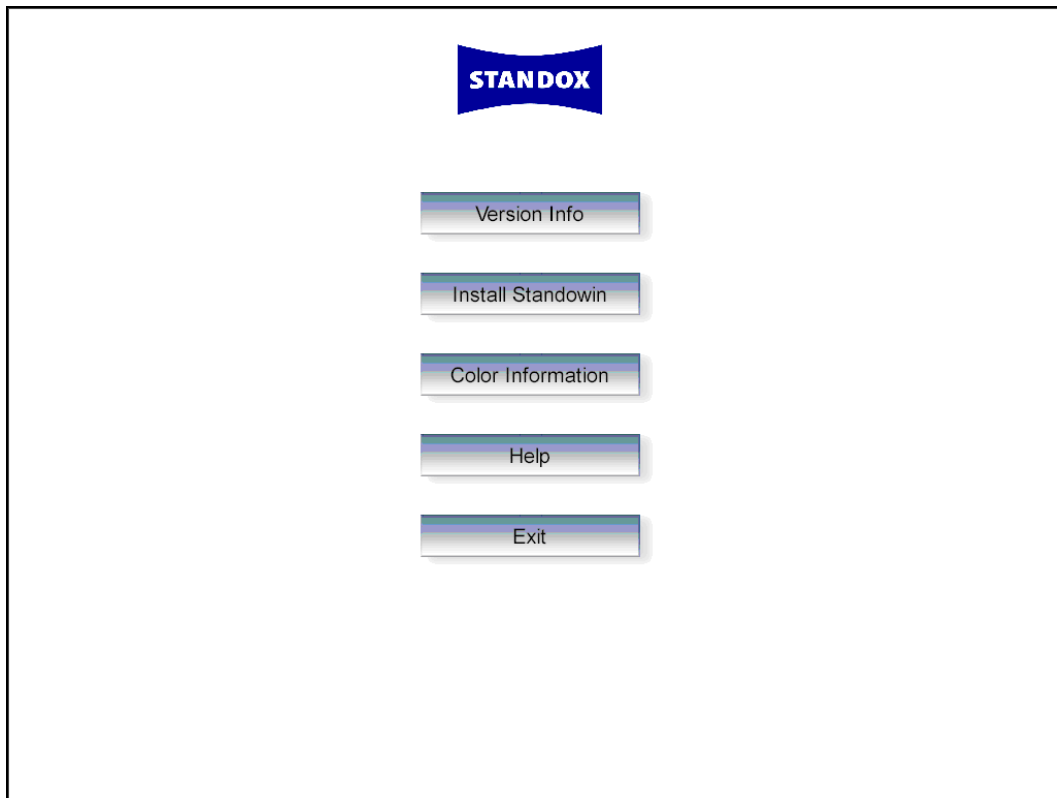 STANDOX
Version Info
Install Standowin
Color Information
Help
Exit